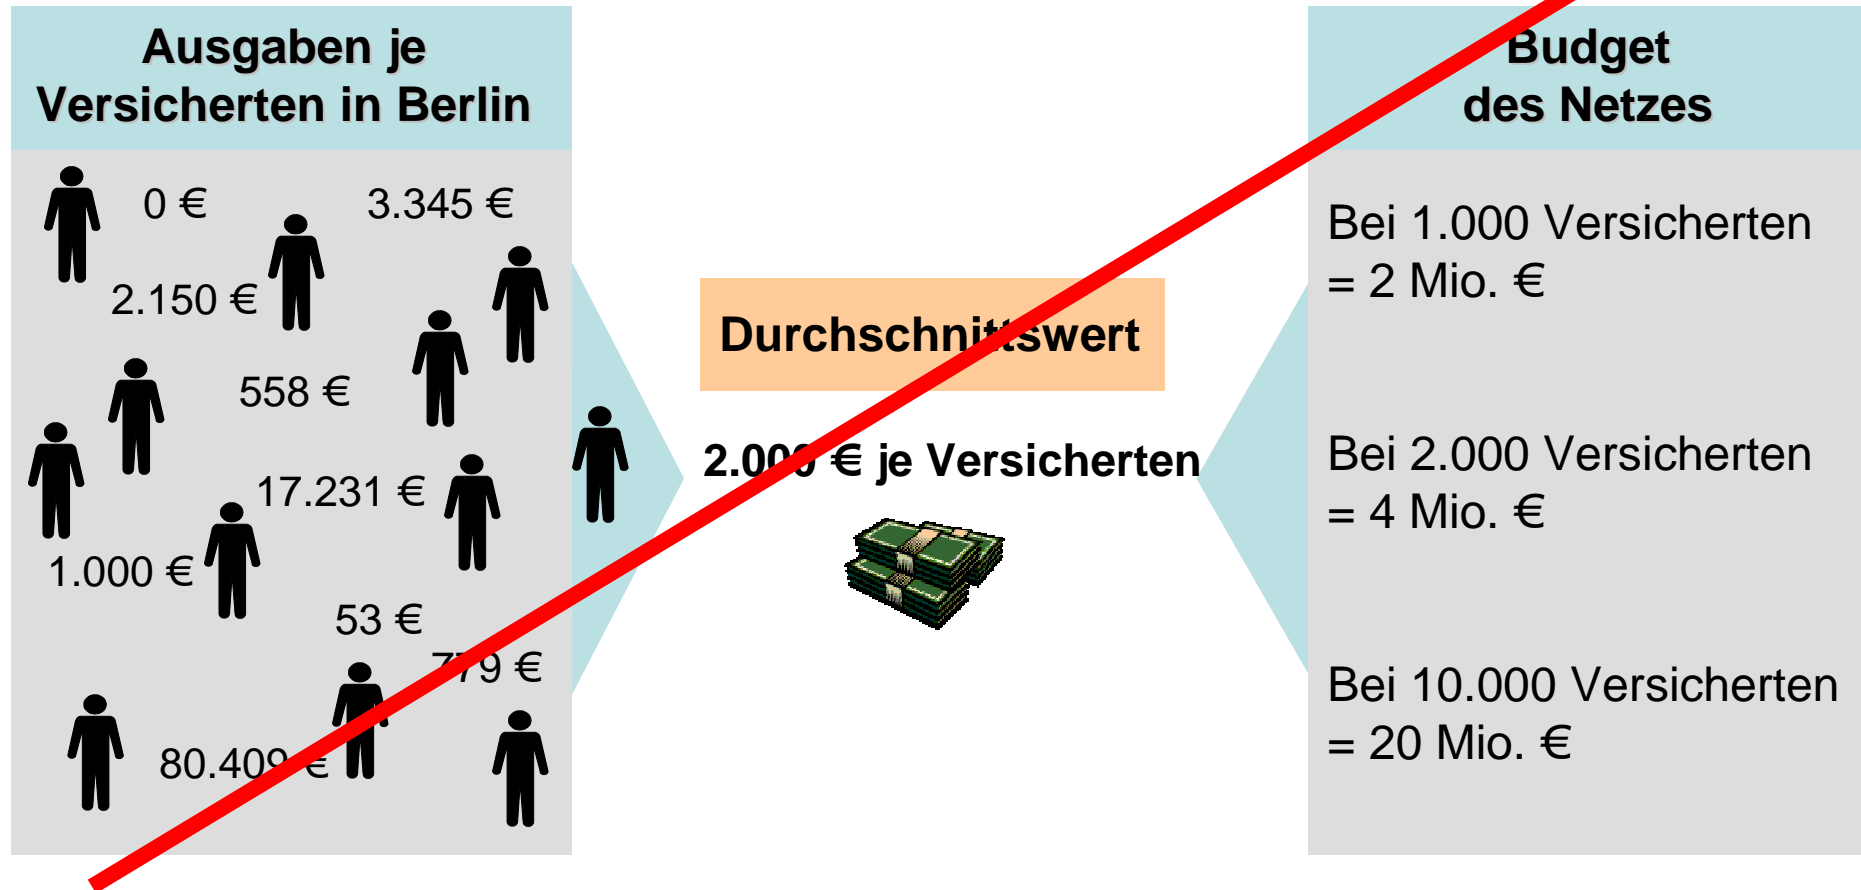 Ausgaben je
Versicherten in Berlin
0 €
3.345 €
2.150 €
558 €
17.231 €
1.000 €
53 €
779 €
80.409 €
Durchschnittswert
2.000 € je Versicherten
Budget
des Netzes
Bei 1.000 Versicherten
= 2 Mio. €
Bei 2.000 Versicherten
= 4 Mio. €
Bei 10.000 Versicherten
= 20 Mio. €